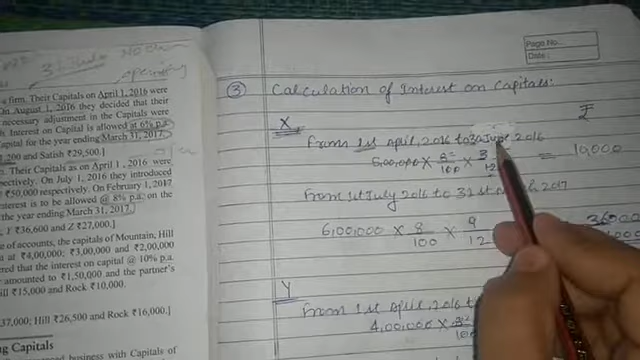 a firm. Their Capitals on April 1, 2016 were
On August 1, 2016 they decided that their
necessary adjustment in the Capitals were
Interest on Capital is allowed at 6% p.a.
Capital for the year ending March 31, 2017.
200 and Satish ₹29,500.]
Their Capitals as on April 1, 2016 were
respectively. On July 1, 2016 they introduced
₹50,000 respectively. On February 1, 2017
interest is to be allowed @ 8% p.a. on the
ending March 31, 2017.
₹36,600 and Z ₹27,000.]
of accounts, the capitals of Mountain, Hill
at ₹4,00,000; ₹3,00,000 and ₹2,00,000
that the interest on capital @ 10% p.a.
amounted to ₹1,50,000 and the partner's
Hill ₹15,000 and Rock ₹10,000.
37,000; Hill ₹26,500 and Rock ₹16,000.]
ng Capitals
business with Capitals of
Page No.
Date:
③ Calculation of Interest on Capitals:
₹
X
From 1st April, 2016 to 30 June, 2016
5,00,000 × 8/100 × 3/12 = 10,000
From 1st July 2016 to 31st 2017
6,00,000 × 8/100 × 9/12 36000
Y
From 1st April, 2016 to
4,00,000 × 8/100